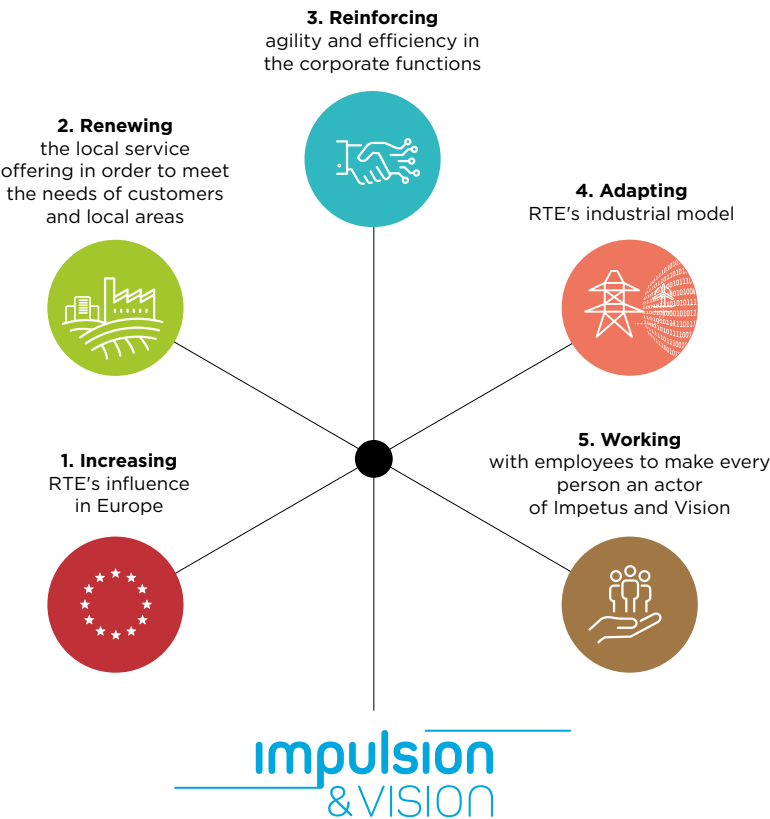 3. Reinforcing
agility and efficiency in
the corporate functions
2. Renewing
the local service
offering in order to meet
the needs of customers
and local areas
4. Adapting
RTE's industrial model
1. Increasing
RTE's influence
in Europe
5. Working
with employees to make every
person an actor
of Impetus and Vision
impulsion
& VISION